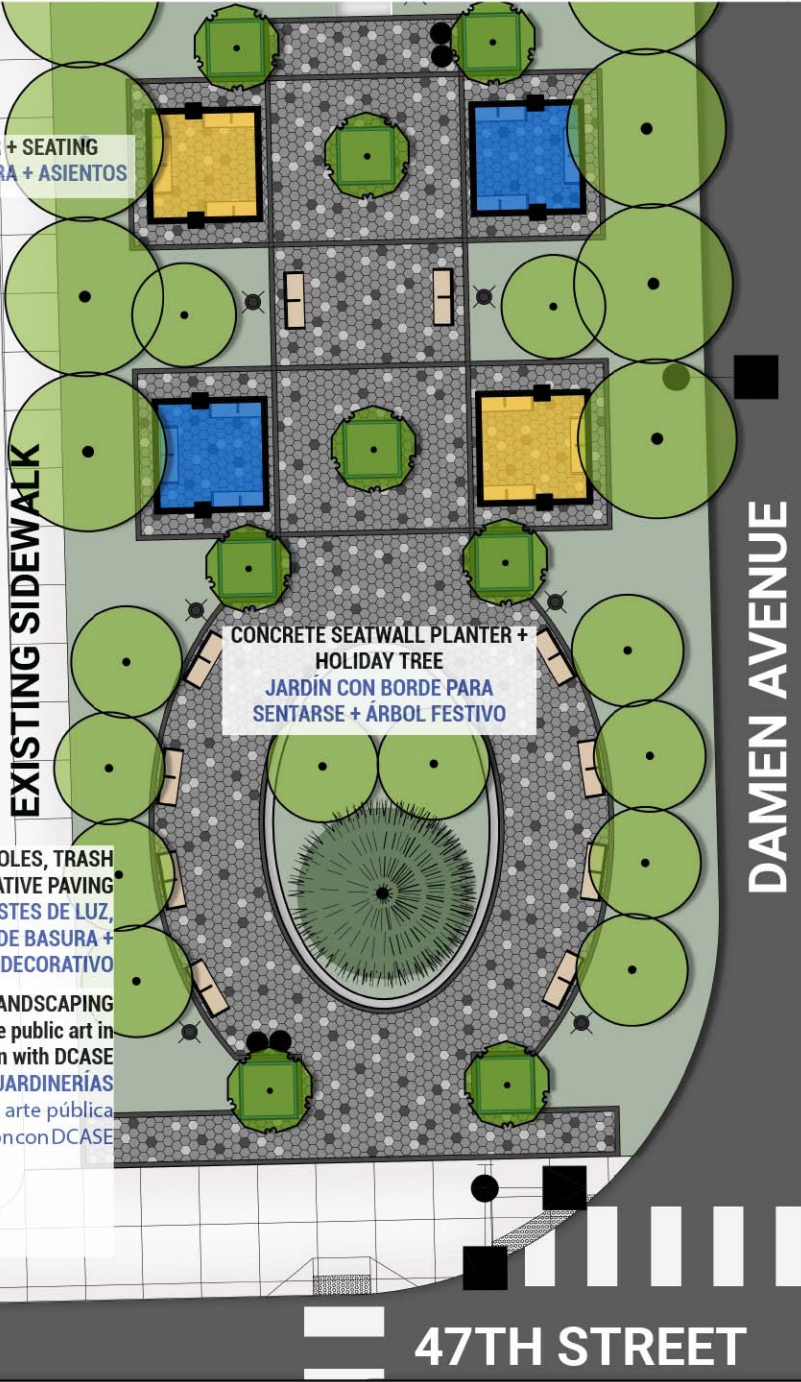 + SEATING
RA + ASIENTOS
EXISTING SIDEWALK
CONCRETE SEATWALL PLANTER +
HOLIDAY TREE
JARDÍN CON BORDE PARA
SENTARSE + ÁRBOL FESTIVO
DAMEN AVENUE
OLES, TRASH
ATIVE PAVING
STES DE LUZ,
DE BASURA +
DECORATIVO
ANDSCAPING
e public art in
n with DCASE
JARDINERÍAS
arte pública
ón con DCASE
47TH STREET